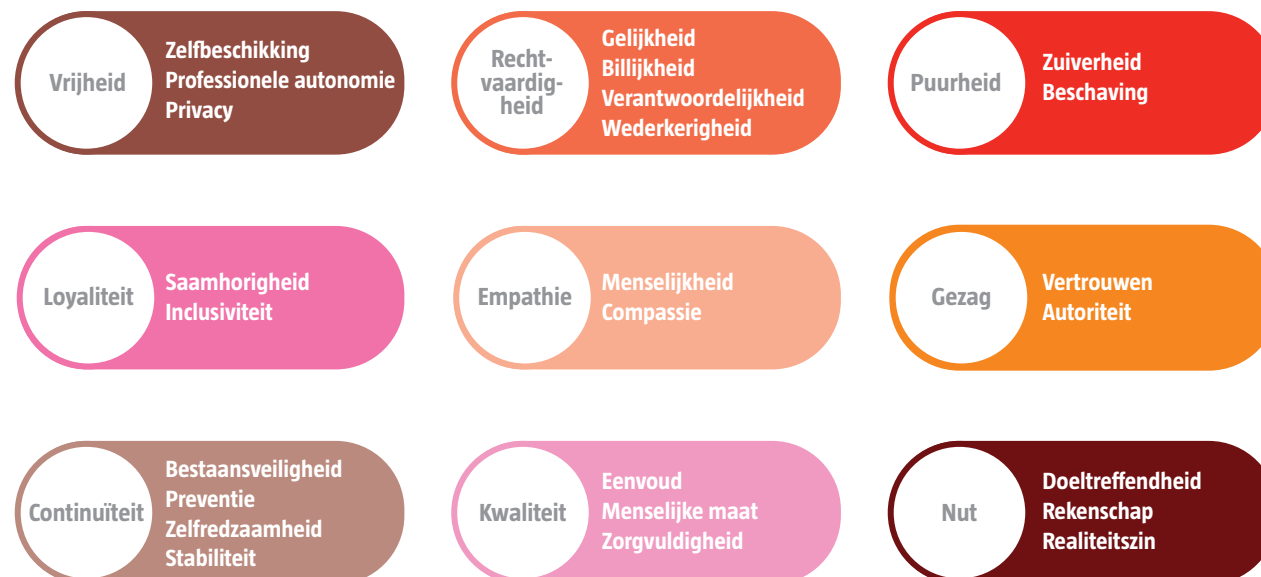 Vrijheid
Zelfbeschikking
Professionele autonomie
Privacy
Recht-
vaardig-
heid
Gelijkheid
Billijkheid
Verantwoordelijkheid
Wederkerigheid
Puurheid
Zuiverheid
Beschaving
Loyaliteit
Saamhorigheid
Inclusiviteit
Empathie
Menselijkheid
Compassie
Gezag
Vertrouwen
Autoriteit
Continuïteit
Bestaansveiligheid
Preventie
Zelfredzaamheid
Stabiliteit
Kwaliteit
Eenvoud
Menselijke maat
Zorgvuldigheid
Nut
Doeltreffendheid
Rekenschap
Realiteitszin